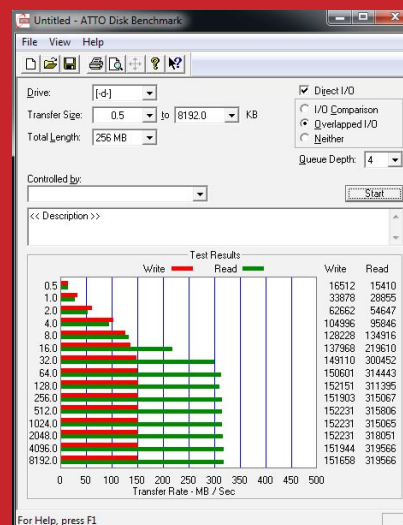 Untitled - ATTO Disk Benchmark
File View Help
Drive: [-d-]
Direct I/O
Transfer Size: 0.5 to 8192.0 KB
I/O Comparison
Total Length: 256 MB
Overlapped I/O
Neither
Queue Depth: 4
Controlled by:
Start
<< Description >>
Test Results
Write Read Write Read
0.5 16512 15410
1.0 33878 28855
2.0 62662 54647
4.0 104996 95846
8.0 128228 134916
16.0 137968 219610
32.0 149110 300452
64.0 150601 314443
128.0 152151 311395
256.0 151903 315067
512.0 152231 315806
1024.0 152231 315065
2048.0 152231 318051
4096.0 151944 319566
8192.0 151658 319566
0 50 100 150 200 250 300 350 400 450 500
Transfer Rate - MB / Sec
For Help, press F1